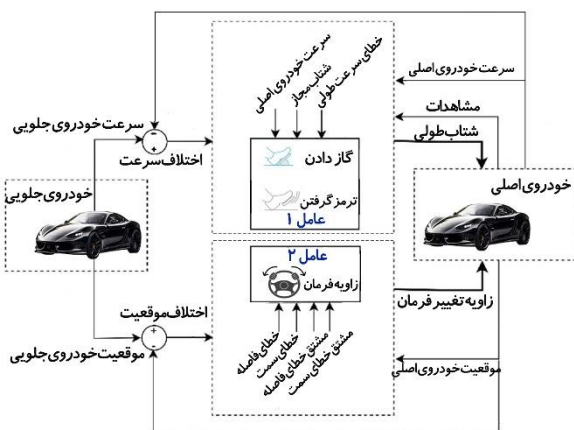 سرعت خودروی اصلی
شتاب مجاز
خطای سرعت طولی
سرعت خودروی اصلی
مشاهدات
شتاب طولی
سرعت خودروی جلویی
-
+
اختلاف سرعت
گاز دادن
ترمز گرفتن
عامل ۱
خودروی جلویی
خودروی اصلی
عامل ۲
زاویه فرمان
زاویه تغییر فرمان
اختلاف موقعیت
+
-
موقعیت خودروی جلویی
خطای فاصله
خطای سمت
مشتق خطای فاصله
مشتق خطای سمت
موقعیت خودروی اصلی